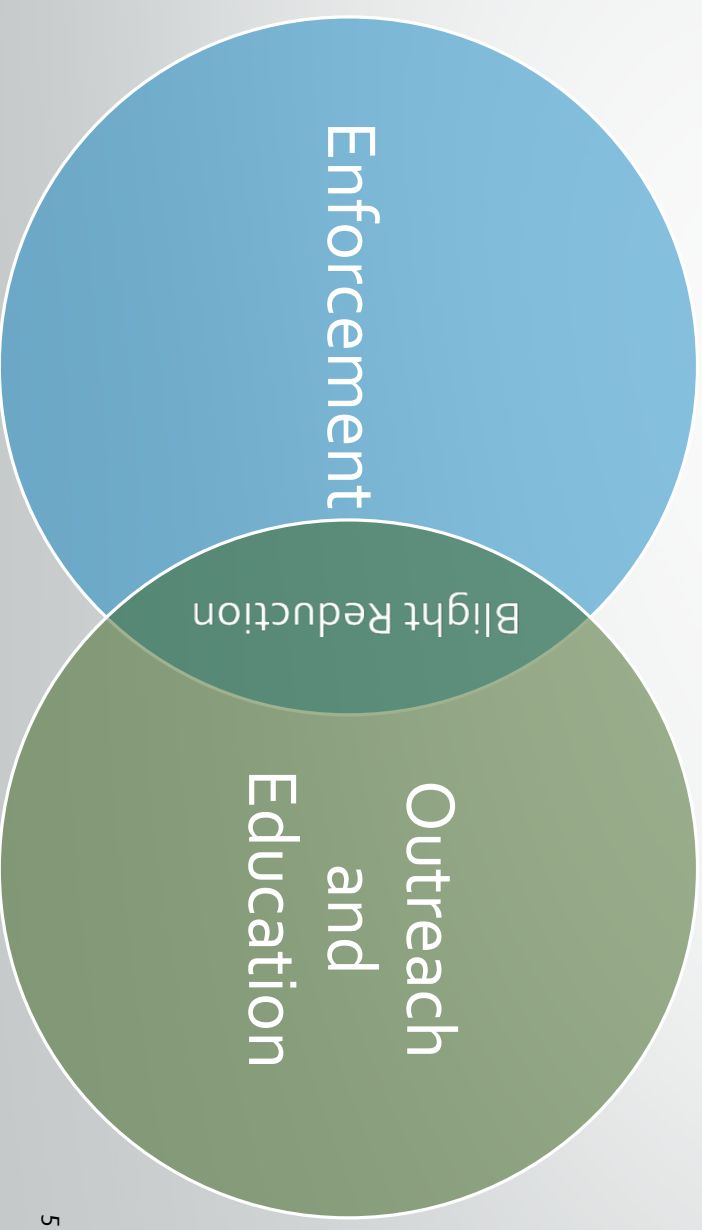 Enforcement
Blight Reduction
Outreach
and
Education
5